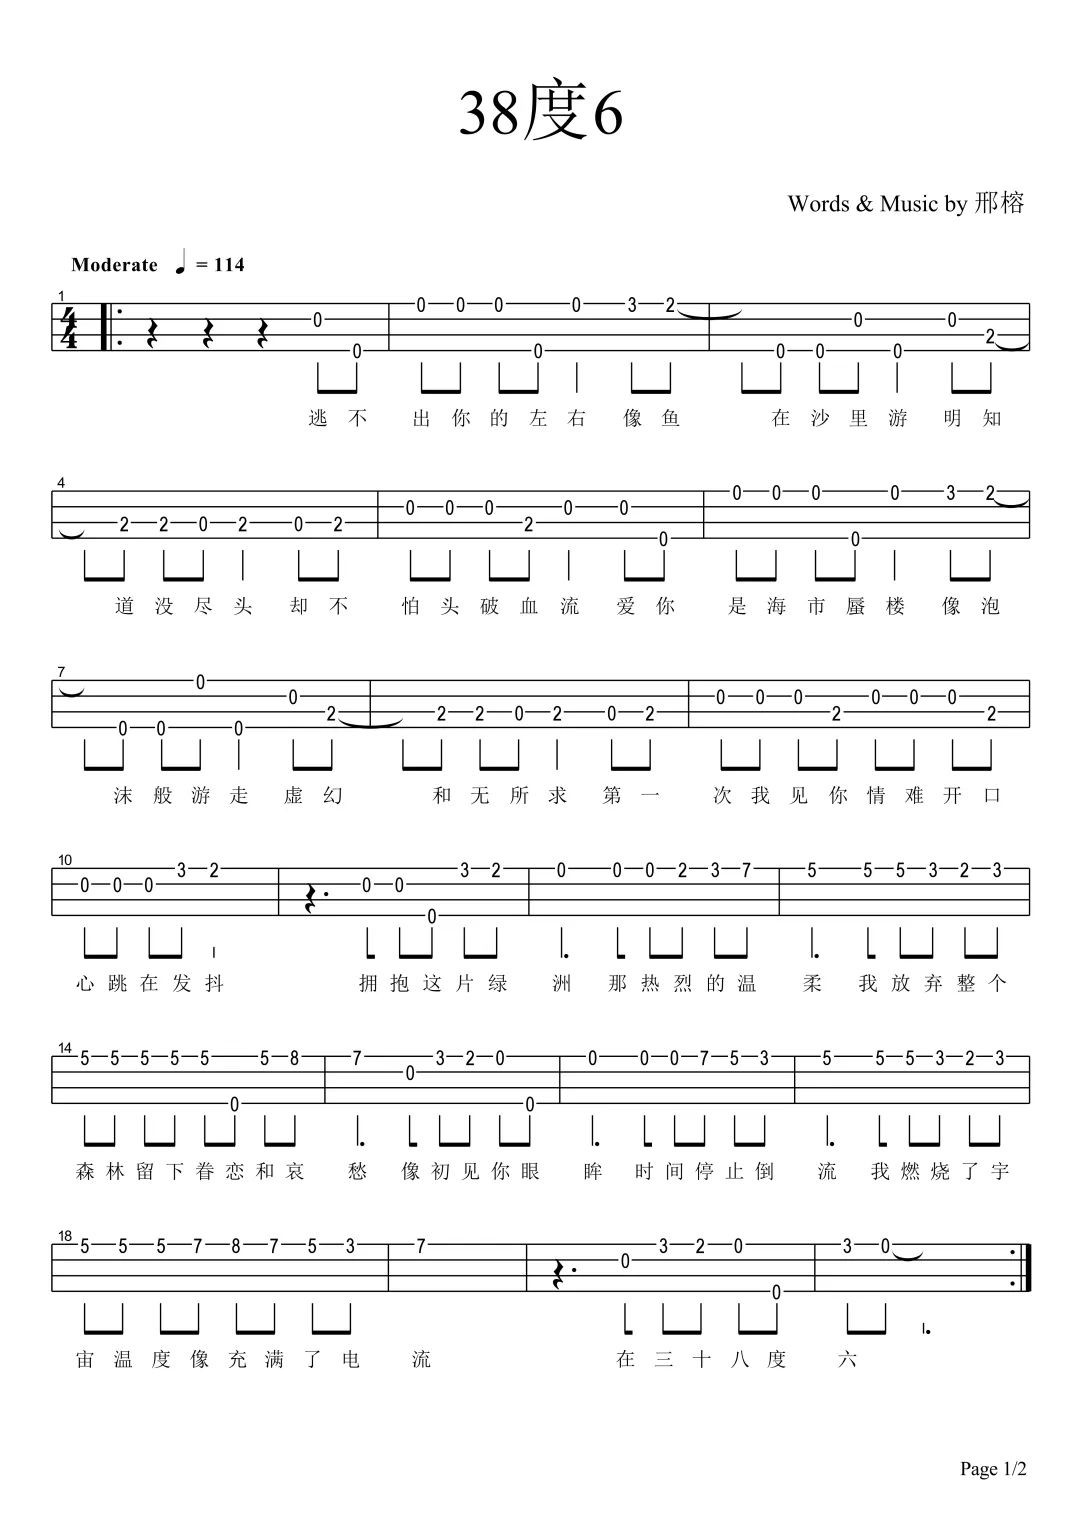 38度6
Words & Music by 邢榕
Moderate = 114
1
4
4
0 0 0 0 0 0 0 3 2 0 0 0 0 0 2
逃 不 出 你 的 左 右 像 鱼 在 沙 里 游 明 知
4
2 2 0 2 0 2 0 0 0 2 0 0 0 0 0 0 0 0 3 2
道 没 尽 头 却 不 怕 头 破 血 流 爱 你 是 海 市 蜃 楼 像 泡
7
0 0 0 0 0 2 2 2 0 2 0 2 0 0 0 2 0 0 0 2
沫 般 游 走 虚 幻 和 无 所 求 第 一 次 我 见 你 情 难 开 口
10
0 0 0 3 2 0 0 0 3 2 0 0 0 2 3 7 5 5 5 3 2 3
心 跳 在 发 抖 拥 抱 这 片 绿 洲 那 热 烈 的 温 柔 我 放 弃 整 个
14
5 5 5 5 5 0 5 8 7 0 3 2 0 0 0 0 0 7 5 3 5 5 5 3 2 3
森 林 留 下 眷 恋 和 哀 愁 像 初 见 你 眼 眸 时 间 停 止 倒 流 我 燃 烧 了 宇
18
5 5 5 7 8 7 5 3 7 0 3 2 0 0 3 0
宙 温 度 像 充 满 了 电 流 在 三 十 八 度 六
Page 1/2